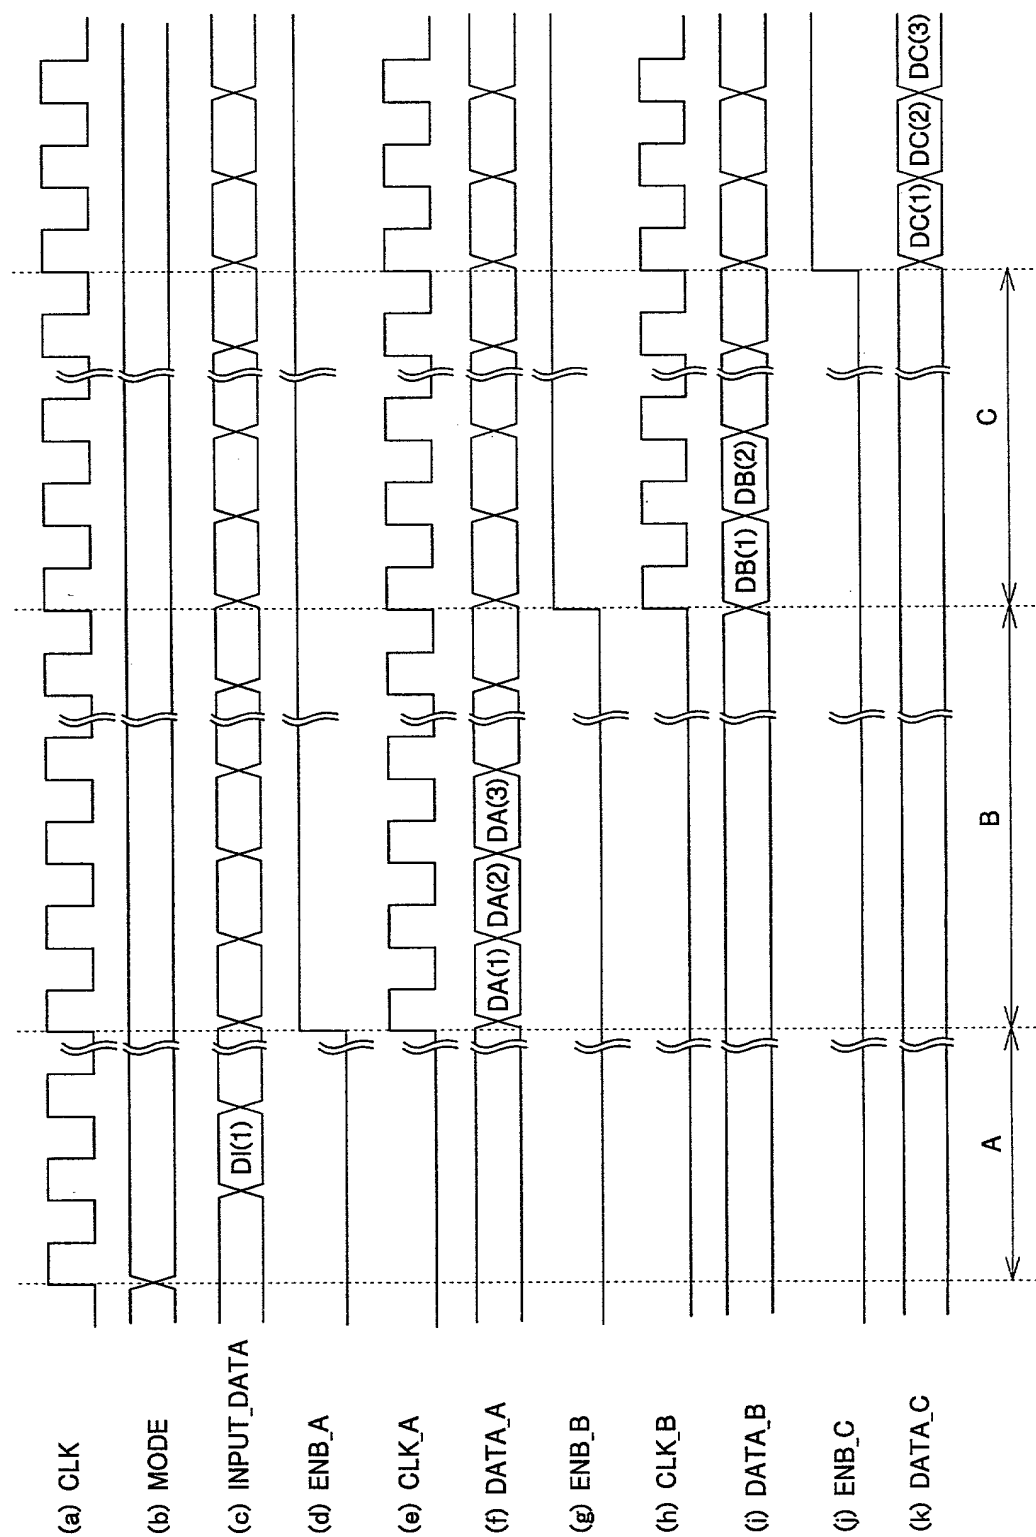 (a) CLK
(b) MODE
(c) INPUT_DATA
DI(1)
(d) ENB_A
(e) CLK_A
(f) DATA_A
DA(1) DA(2) DA(3)
(g) ENB_B
(h) CLK_B
(i) DATA_B
DB(1) DB(2)
(j) ENB_C
(k) DATA_C
DC(1) DC(2) DC(3)
A B C